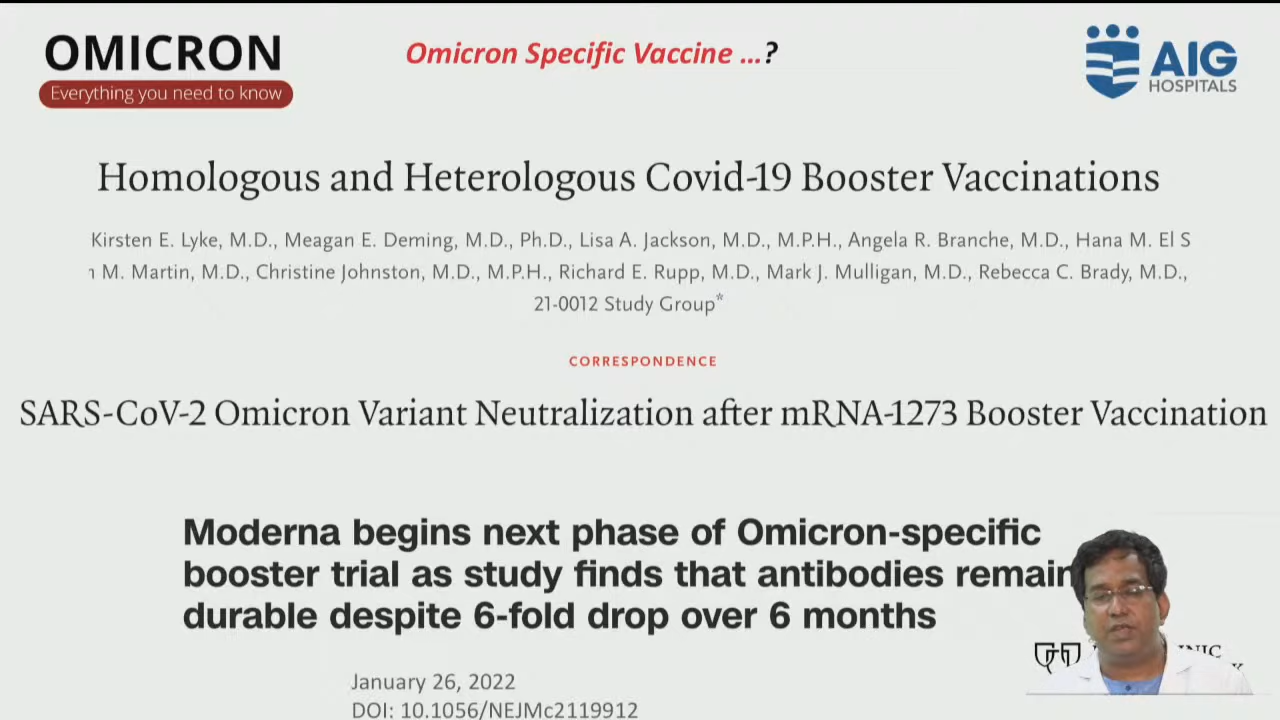 OMICRON
Everything you need to know
Omicron Specific Vaccine ...?
AIG
HOSPITALS
Homologous and Heterologous Covid-19 Booster Vaccinations
Kirsten E. Lyke, M.D., Meagan E. Deming, M.D., Ph.D., Lisa A. Jackson, M.D., M.P.H., Angela R. Branche, M.D., Hana M. El S
M. Martin, M.D., Christine Johnston, M.D., M.P.H., Richard E. Rupp, M.D., Mark J. Mulligan, M.D., Rebecca C. Brady, M.D.,
21-0012 Study Group*
CORRESPONDENCE
SARS-CoV-2 Omicron Variant Neutralization after mRNA-1273 Booster Vaccination
Moderna begins next phase of Omicron-specific
booster trial as study finds that antibodies remain
durable despite 6-fold drop over 6 months
January 26, 2022
DOI: 10.1056/NEJMc2119912